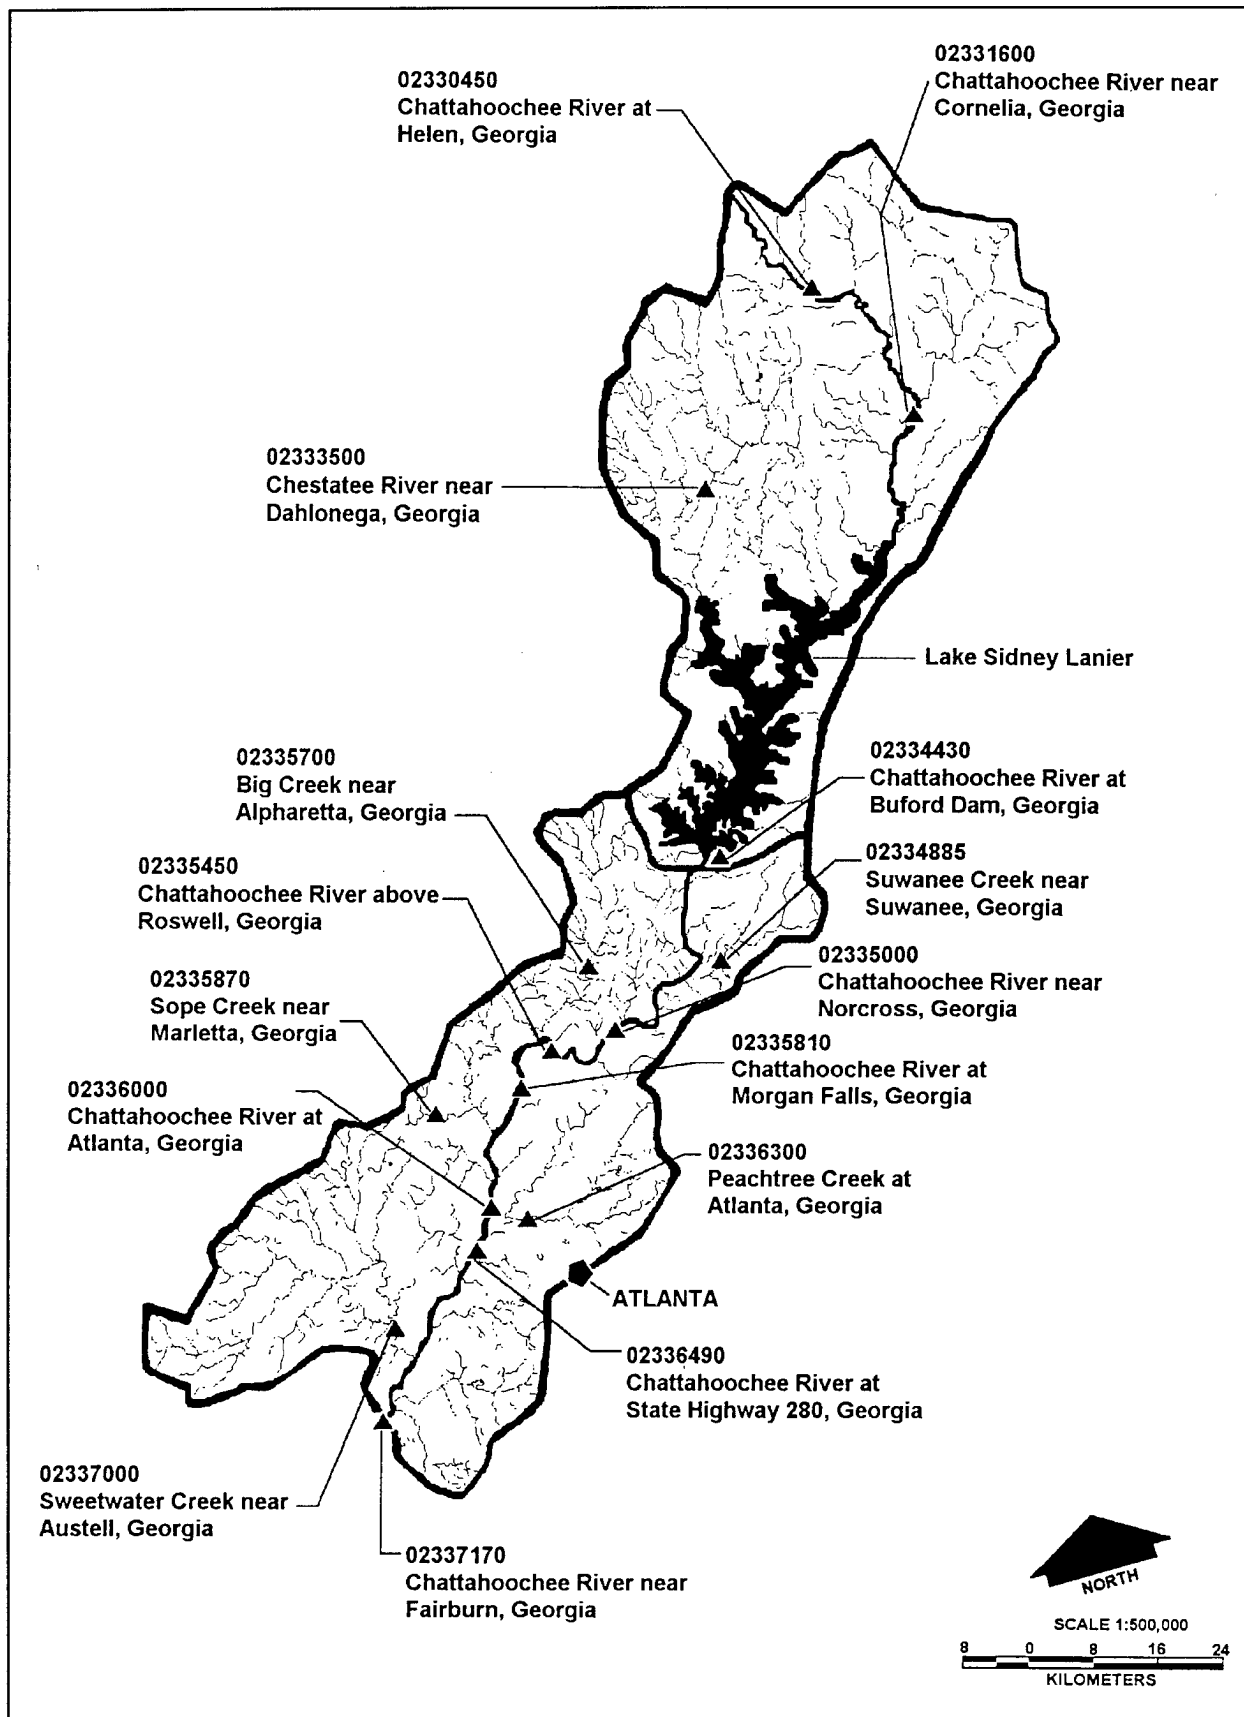 02331600
Chattahoochee River near
Cornelia, Georgia
02330450
Chattahoochee River at
Helen, Georgia
02333500
Chestatee River near
Dahlonega, Georgia
Lake Sidney Lanier
02334430
Chattahoochee River at
Buford Dam, Georgia
02335700
Big Creek near
Alpharetta, Georgia
02334885
Suwanee Creek near
Suwanee, Georgia
02335450
Chattahoochee River above
Roswell, Georgia
02335000
Chattahoochee River near
Norcross, Georgia
02335870
Sope Creek near
Marletta, Georgia
02335810
Chattahoochee River at
Morgan Falls, Georgia
02336000
Chattahoochee River at
Atlanta, Georgia
02336300
Peachtree Creek at
Atlanta, Georgia
ATLANTA
02336490
Chattahoochee River at
State Highway 280, Georgia
02337000
Sweetwater Creek near
Austell, Georgia
02337170
Chattahoochee River near
Fairburn, Georgia
NORTH
SCALE 1:500,000
8 0 8 16 24
KILOMETERS